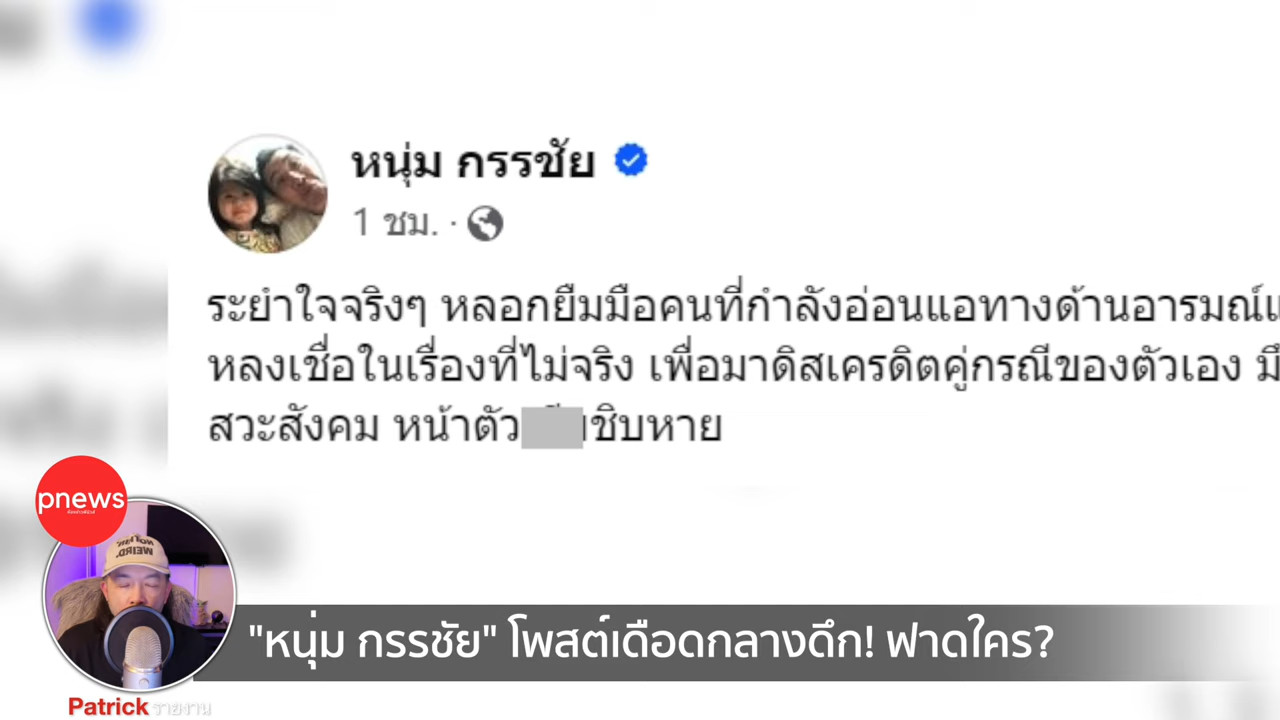 หนุ่ม กรรชัย
1 ชม. ·
ระยำใจจริงๆ หลอกยืมมือคนที่กำลังอ่อนแอทางด้านอารมณ์
หลงเชื่อในเรื่องที่ไม่จริง เพื่อมาดิสเครดิตคู่กรณีของตัวเอง
สวะสังคม หน้าตัว ชิบหาย
pnews
NOT LAZY
WEIRD.
"หนุ่ม กรรชัย" โพสต์เดือดกลางดึก! ฟาดใคร?
Patrick รายงาน